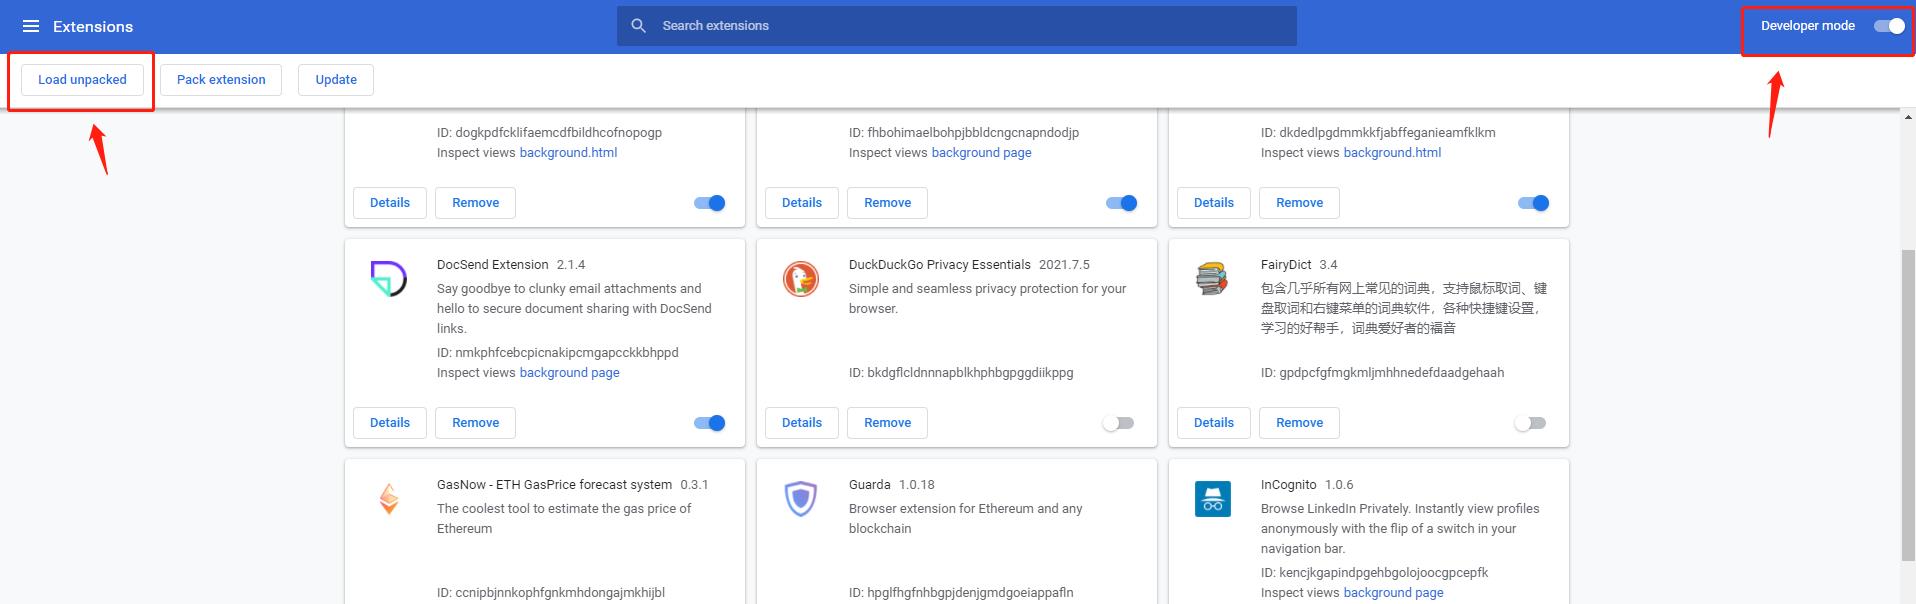 Extensions
Search extensions
Developer mode
Load unpacked
Pack extension
Update
ID: dogkpdfcklifaemcdfbildhcofnopogp
Inspect views background.html
Details
Remove
ID: fhbohimaelbohpjbbldcngcnapndodjp
Inspect views background page
Details
Remove
ID: dkdedlpgdmmkkfjabffeganieamfklkm
Inspect views background.html
Details
Remove
DocSend Extension 2.1.4
Say goodbye to clunky email attachments and
hello to secure document sharing with DocSend
links.
ID: nmkphfcebcpicnakipcmgapcckkbhppd
Inspect views background page
Details
Remove
DuckDuckGo Privacy Essentials 2021.7.5
Simple and seamless privacy protection for your
browser.
ID: bkdgflcldnnnapblkhphbgpggdiikppg
Details
Remove
FairyDict 3.4
包含几乎所有网上常见的词典，支持鼠标取词、键
盘取词和右键菜单的词典软件，各种快捷键设置，
学习的好帮手，词典爱好者的福音
ID: gpdpcfgfmgkmljmhhnedefdaadgehaah
Details
Remove
GasNow - ETH GasPrice forecast system 0.3.1
The coolest tool to estimate the gas price of
Ethereum
ID: ccnipbjnnkophfgnkmhdongajmkhijbl
Guarda 1.0.18
Browser extension for Ethereum and any
blockchain
ID: hpglfhgfnhbgpjdenjgmdgoeiappafln
InCognito 1.0.6
Browse LinkedIn Privately. Instantly view profiles
anonymously with the flip of a switch in your
navigation bar.
ID: kencjkgapindpgehbgolojoocgpcepfk
Inspect views background page